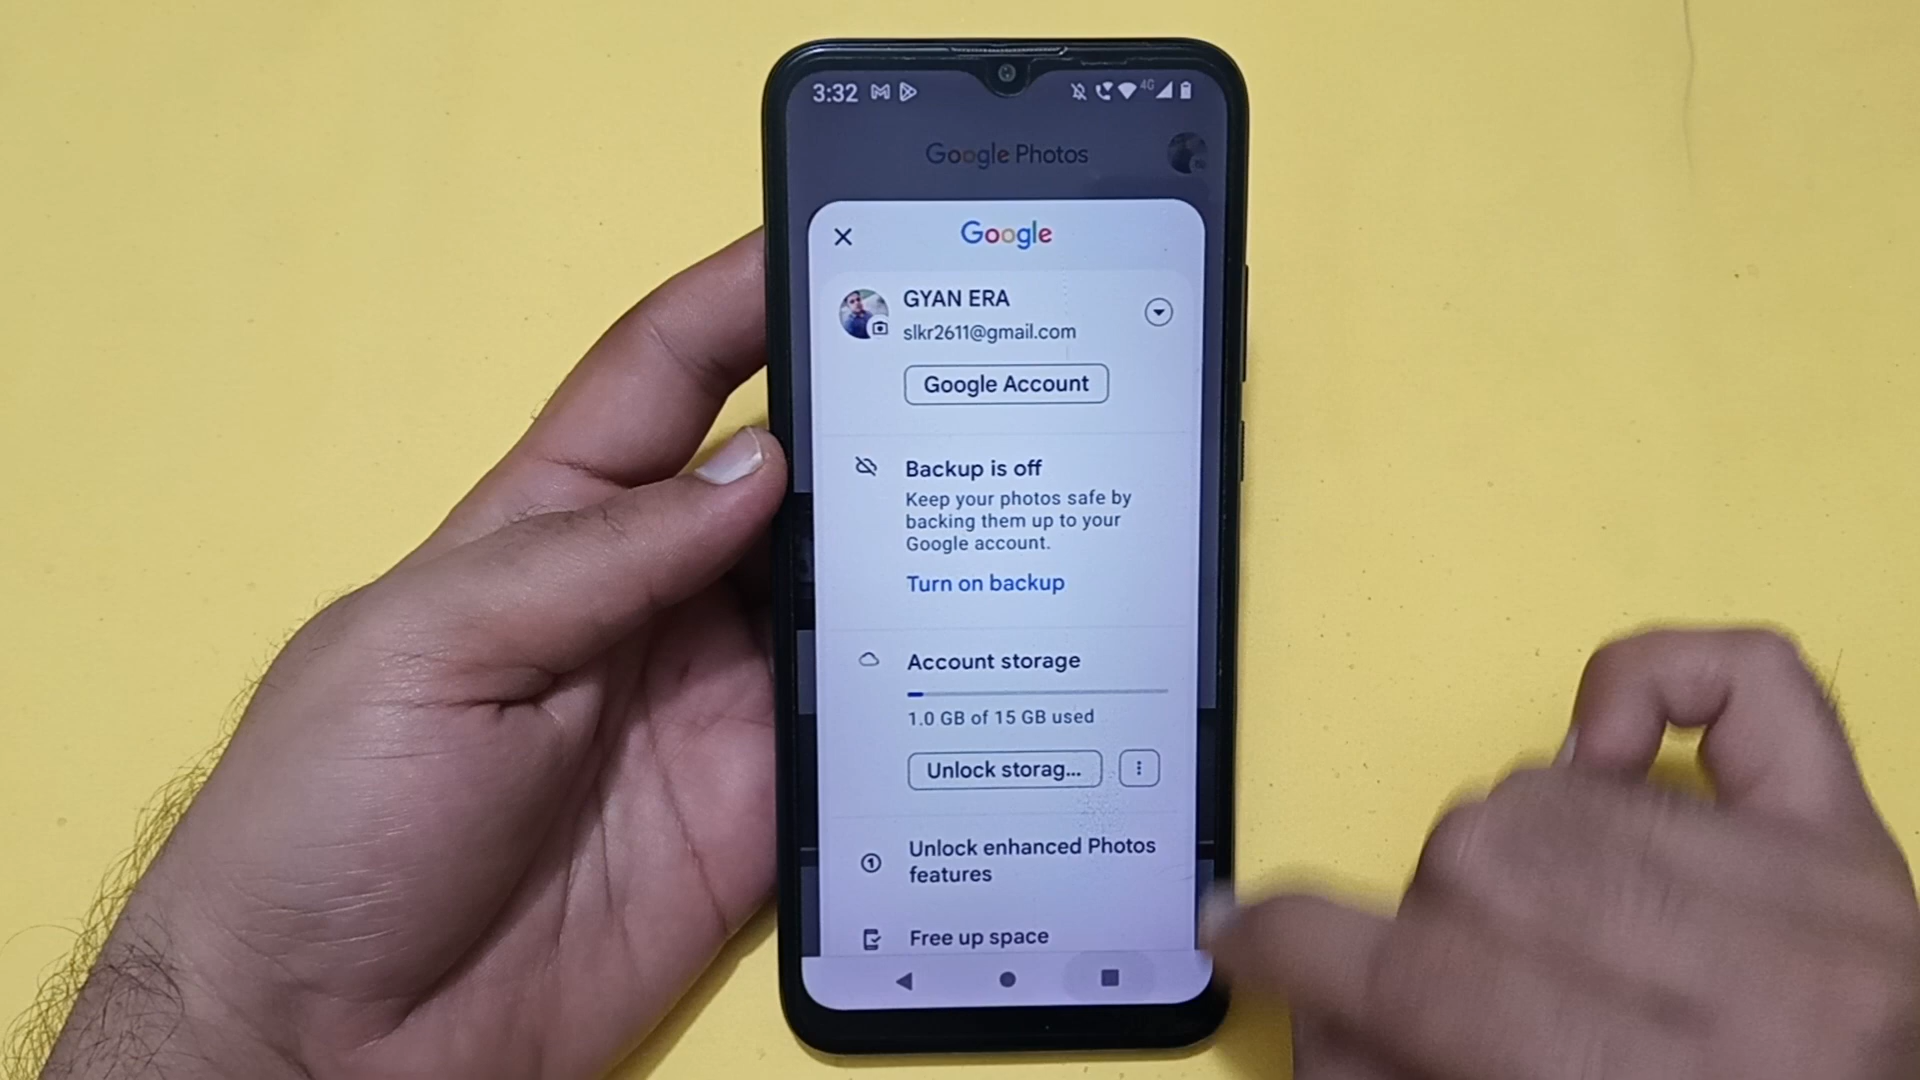 3:32
4G
Google Photos
Google
GYAN ERA
slkr2611@gmail.com
Google Account
Backup is off
Keep your photos safe by
backing them up to your
Google account.
Turn on backup
Account storage
1.0 GB of 15 GB used
Unlock storag...
Unlock enhanced Photos
features
Free up space